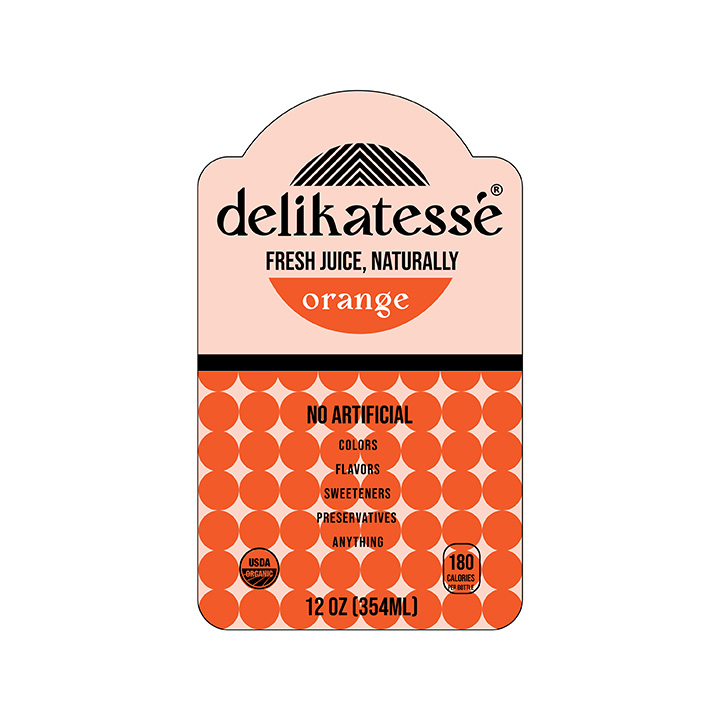 delikatessé®
FRESH JUICE, NATURALLY
orange
NO ARTIFICIAL
COLORS
FLAVORS
SWEETENERS
PRESERVATIVES
ANYTHING
USDA
ORGANIC
180
CALORIES
PER BOTTLE
12 OZ (354ML)